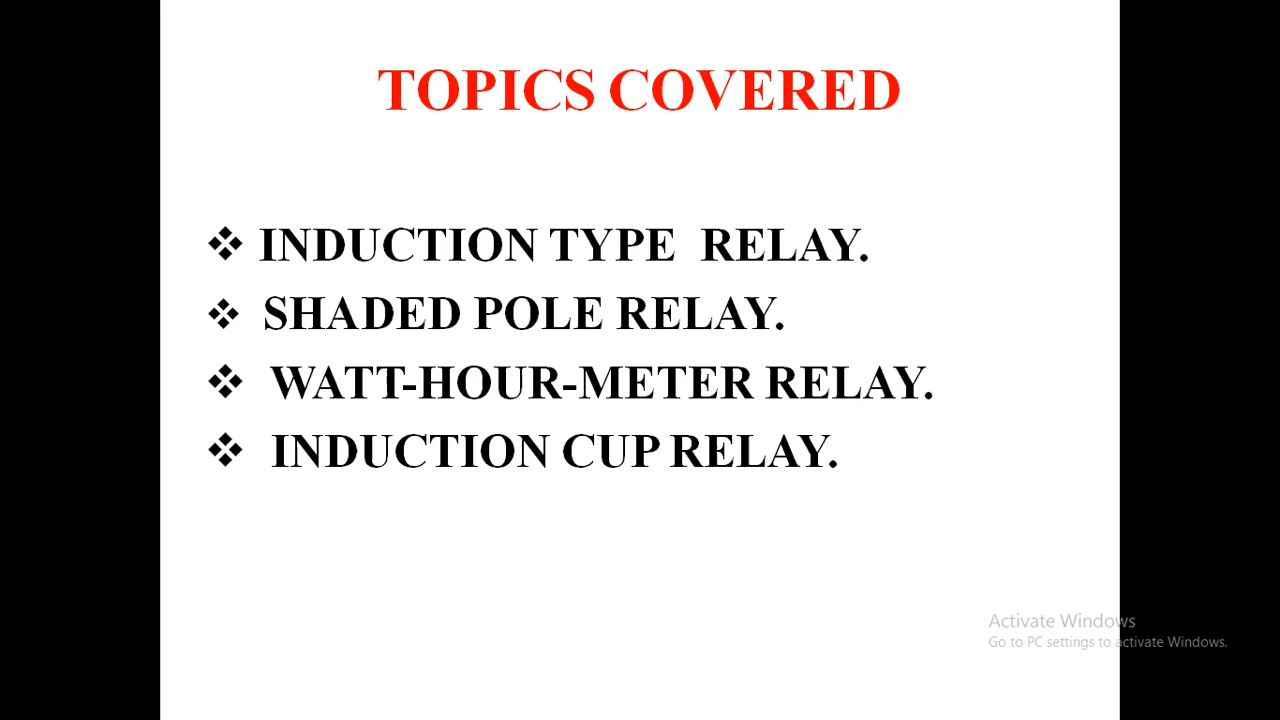 TOPICS COVERED
❖ INDUCTION TYPE RELAY.
❖ SHADED POLE RELAY.
❖ WATT-HOUR-METER RELAY.
❖ INDUCTION CUP RELAY.
Activate Windows
Go to PC settings to activate Windows.